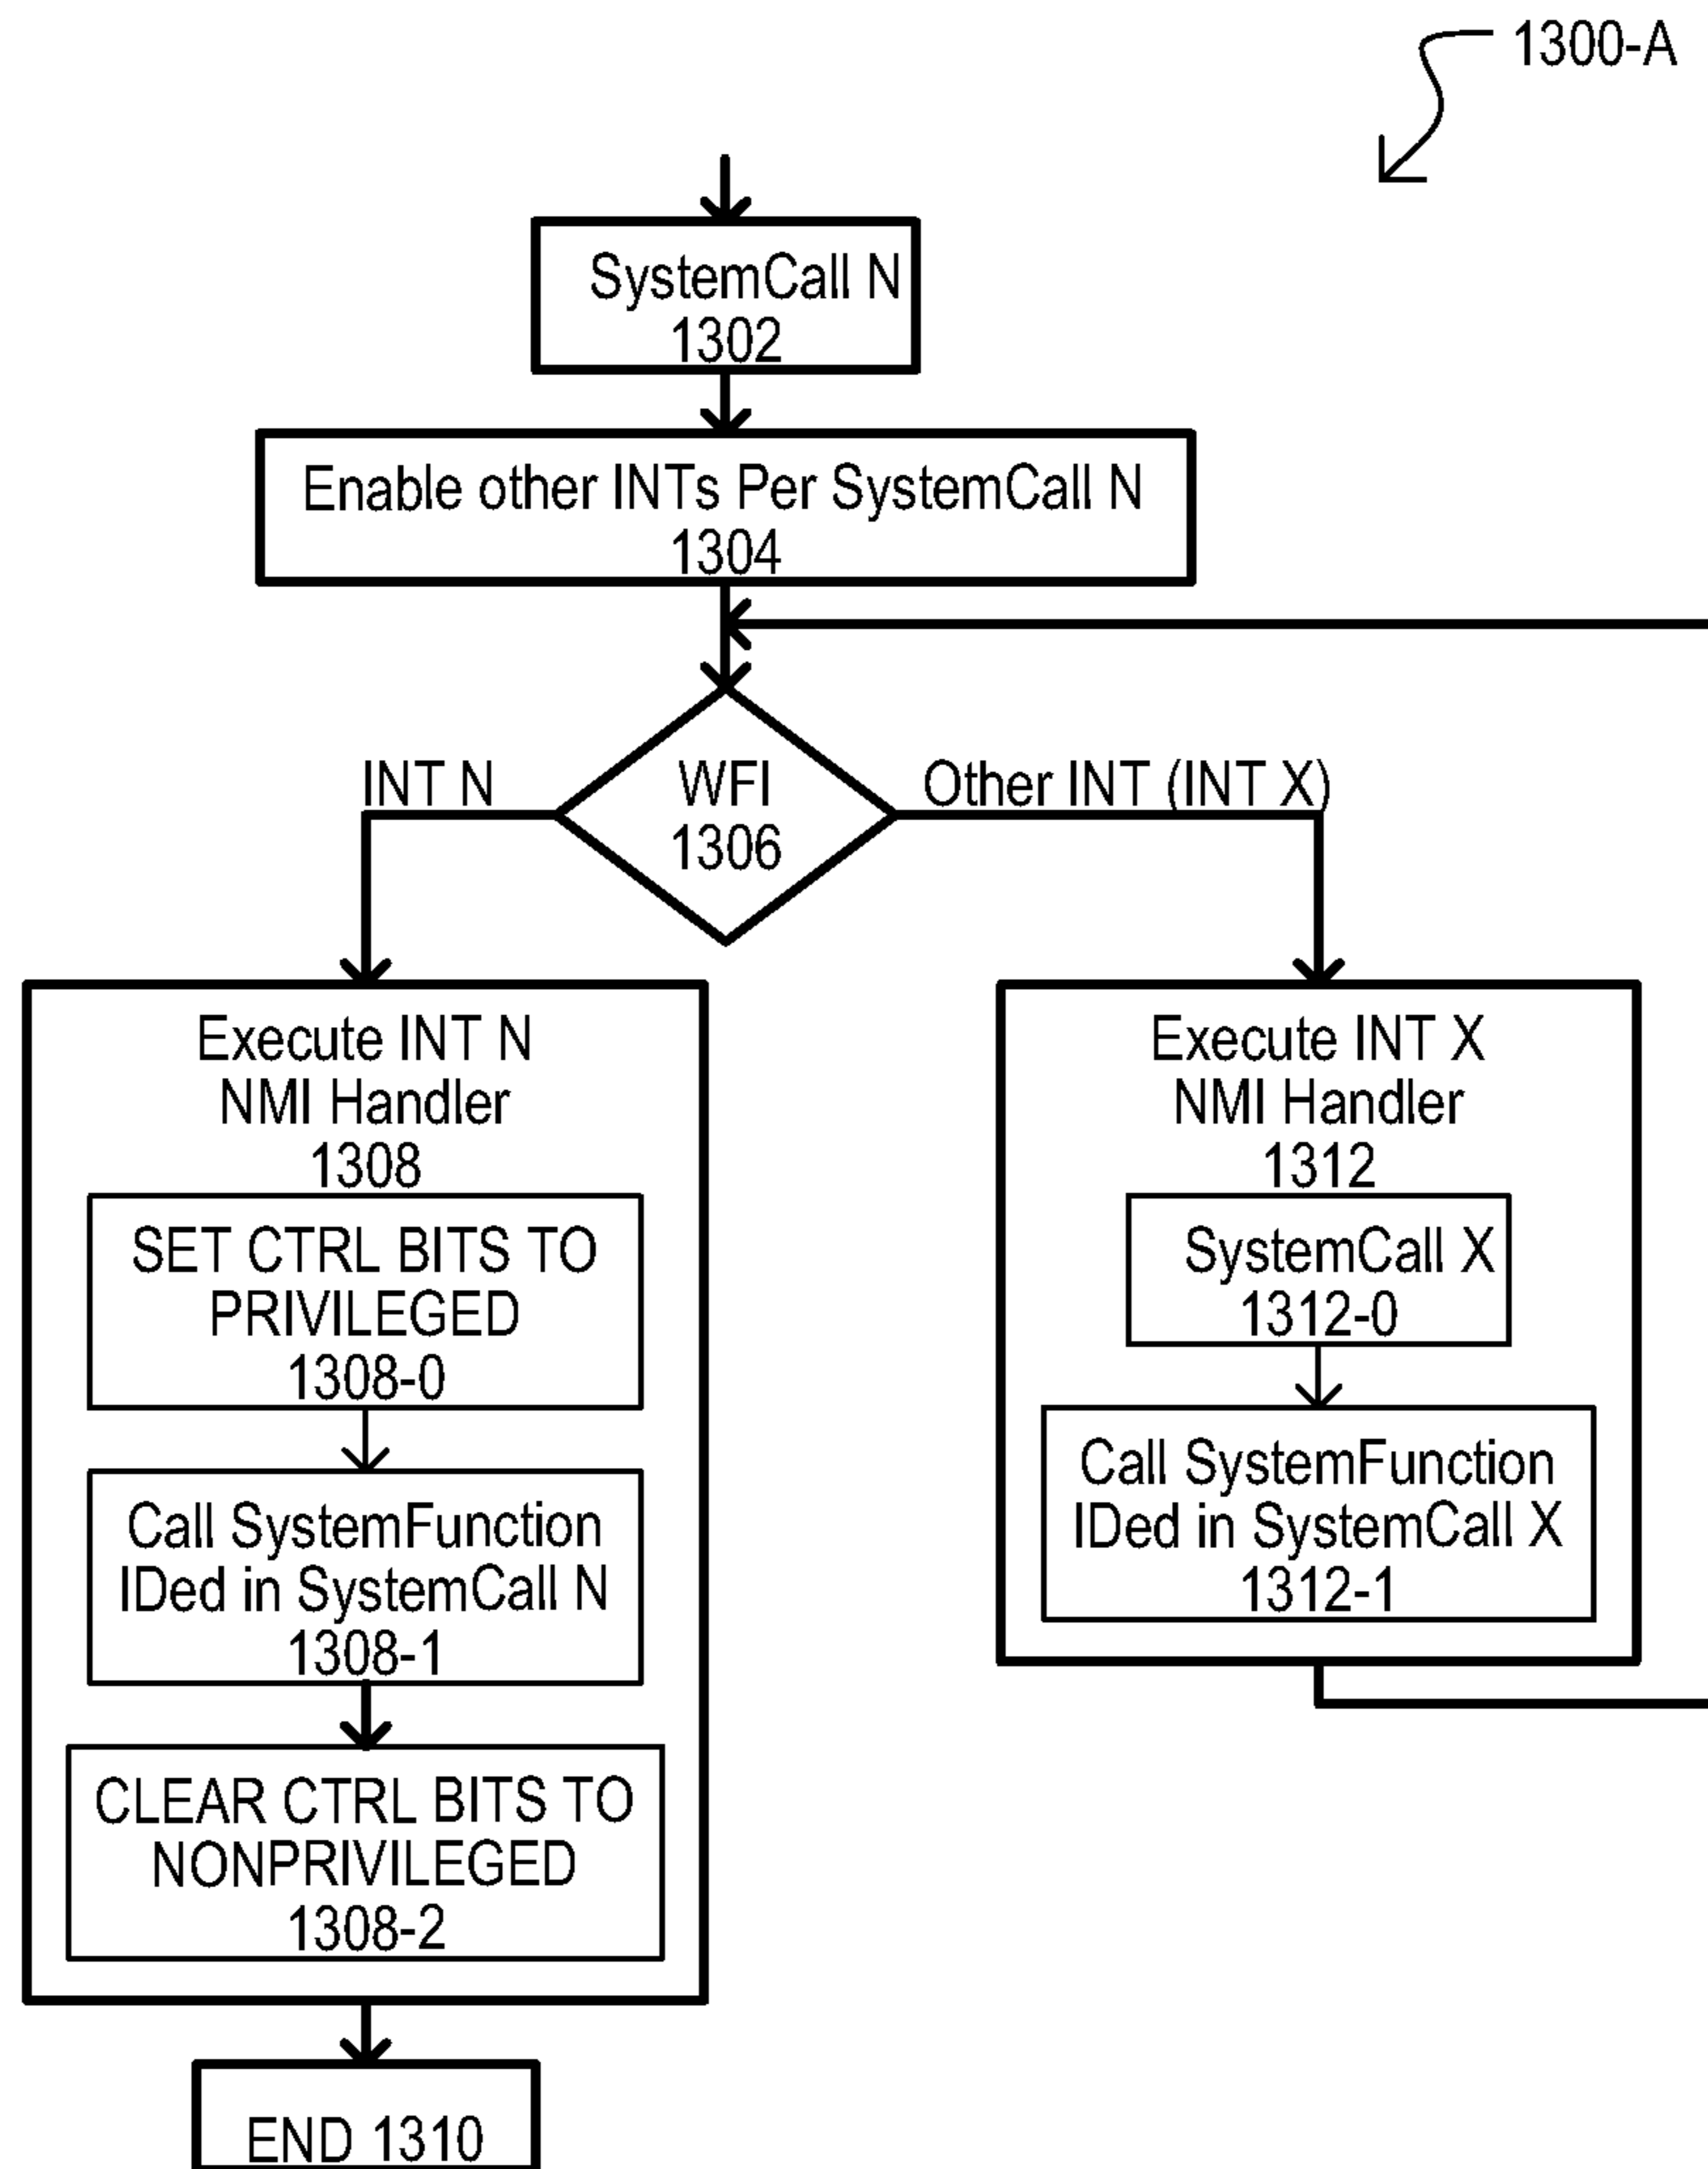 1300-A
SystemCall N
1302
Enable other INTs Per SystemCall N
1304
INT N
WFI
1306
Other INT (INT X)
Execute INT N
NMI Handler
1308
SET CTRL BITS TO
PRIVILEGED
1308-0
Call SystemFunction
IDed in SystemCall N
1308-1
CLEAR CTRL BITS TO
NONPRIVILEGED
1308-2
END 1310
Execute INT X
NMI Handler
1312
SystemCall X
1312-0
Call SystemFunction
IDed in SystemCall X
1312-1